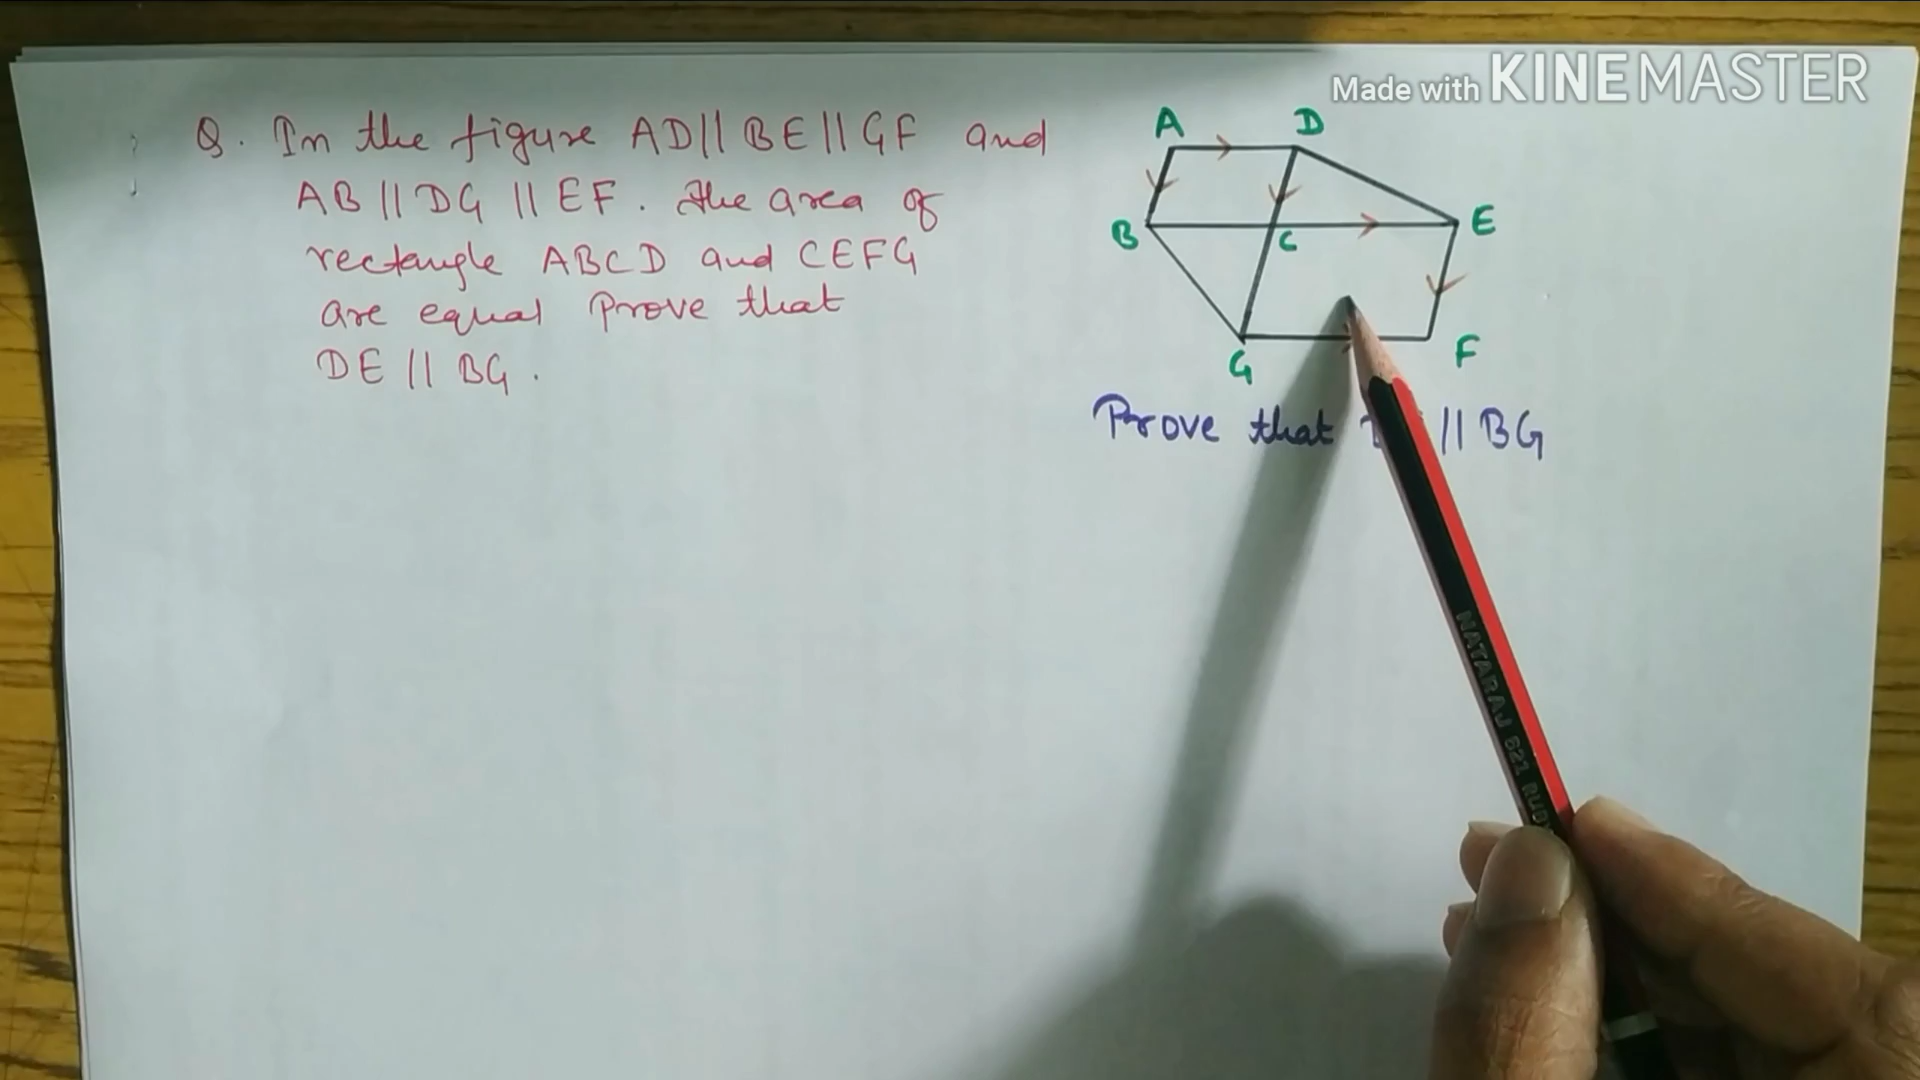 Made with KINEMASTER
Q. In the figure AD || BE || GF and
AB || DG || EF. The area of
rectangle ABCD and CEFG
are equal Prove that
DE || BG.
A D
B C E
G F
Prove that || BG
NATARAJ 621 RUBY